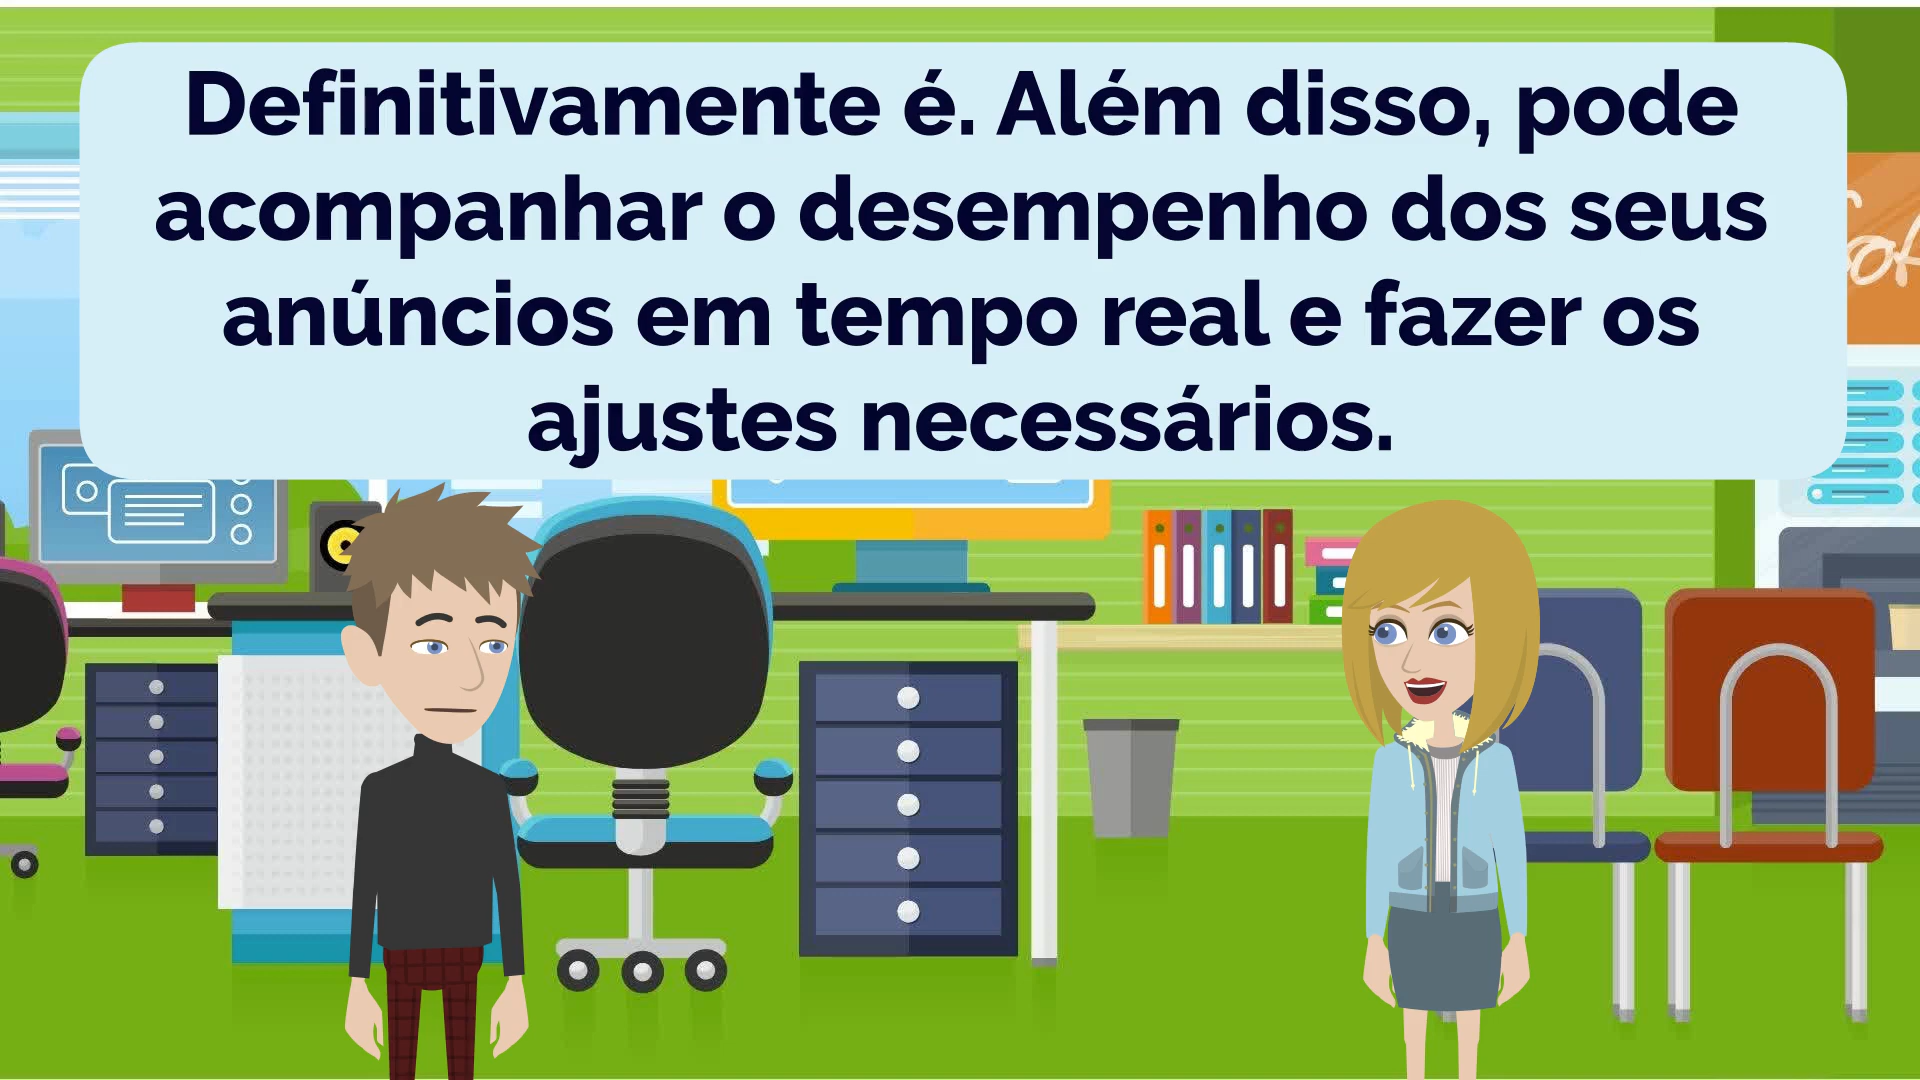 Definitivamente é. Além disso, pode
acompanhar o desempenho dos seus
anúncios em tempo real e fazer os
ajustes necessários.